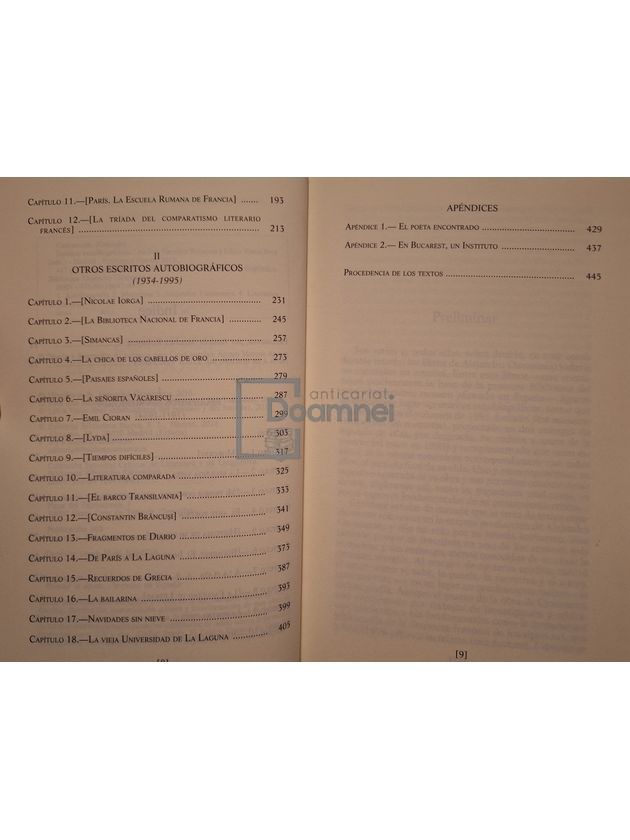 CAPÍTULO 11.—[PARÍS. LA ESCUELA RUMANA DE FRANCIA] ....... 193
CAPÍTULO 12.—[LA TRÍADA DEL COMPARATISMO LITERARIO
FRANCÉS] ................................................................ 213
II
OTROS ESCRITOS AUTOBIOGRÁFICOS
(1934-1995)
CAPÍTULO 1.—[NICOLAE IORGA] ....................................... 231
CAPÍTULO 2.—[LA BIBLIOTECA NACIONAL DE FRANCIA] ............. 245
CAPÍTULO 3.—[SIMANCAS] ............................................... 257
CAPÍTULO 4.—LA CHICA DE LOS CABELLOS DE ORO .................. 273
CAPÍTULO 5.—[PAISAJES ESPAÑOLES] .................................. 279
CAPÍTULO 6.—LA SEÑORITA VĂCĂRESCU ............................... 287
CAPÍTULO 7.—EMIL CIORAN ............................................... 299
CAPÍTULO 8.—[LYDA] ...................................................... 303
CAPÍTULO 9.—[TIEMPOS DIFÍCILES] ..................................... 317
CAPÍTULO 10.—LITERATURA COMPARADA .............................. 325
CAPÍTULO 11.—[EL BARCO TRANSILVANIA] ............................. 333
CAPÍTULO 12.—[CONSTANTIN BRÂNCUȘI] ............................... 341
CAPÍTULO 13.—FRAGMENTOS DE DIARIO ................................ 349
CAPÍTULO 14.—DE PARÍS A LA LAGUNA ................................ 373
CAPÍTULO 15.—RECUERDOS DE GRECIA ................................. 387
CAPÍTULO 16.—LA BAILARINA ............................................. 393
CAPÍTULO 17.—NAVIDADES SIN NIEVE .................................. 399
CAPÍTULO 18.—LA VIEJA UNIVERSIDAD DE LA LAGUNA ............. 405
[8]
APÉNDICES
APÉNDICE 1.— EL POETA ENCONTRADO .................................. 429
APÉNDICE 2.— EN BUCAREST, UN INSTITUTO ........................... 437
PROCEDENCIA DE LOS TEXTOS ............................................. 445
Preliminar
[9]
anticariat
Doamnei